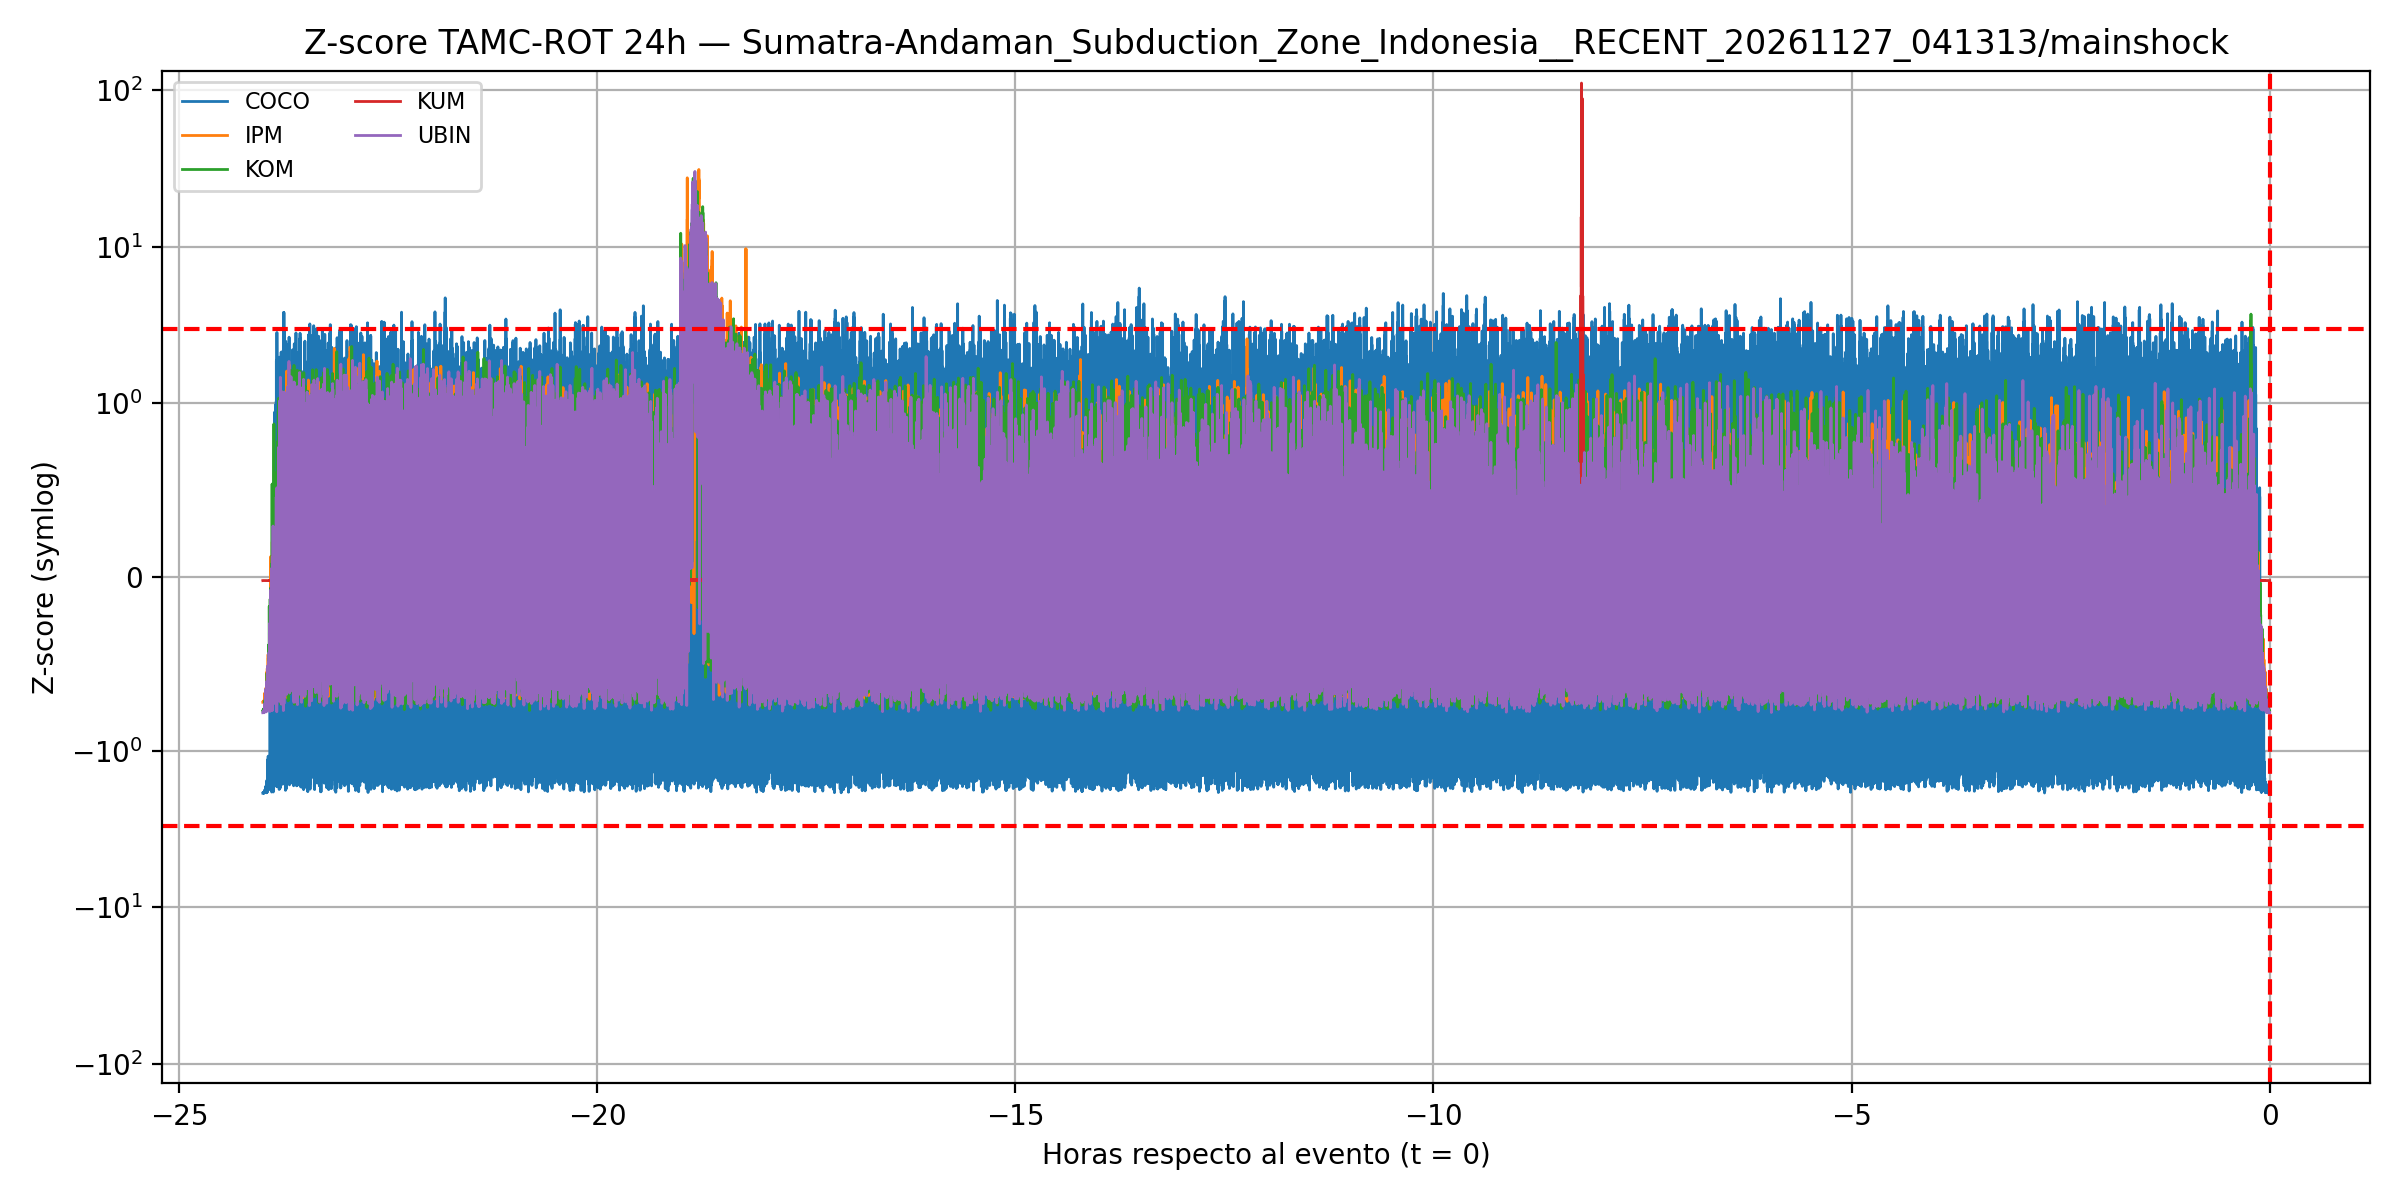 Z-score TAMC-ROT 24h — Sumatra-Andaman_Subduction_Zone_Indonesia__RECENT_20261127_041313/mainshock
COCO
IPM
KOM
KUM
UBIN
10²
10¹
10⁰
0
−10⁰
−10¹
−10²
Z-score (symlog)
−25
−20
−15
−10
−5
0
Horas respecto al evento (t = 0)